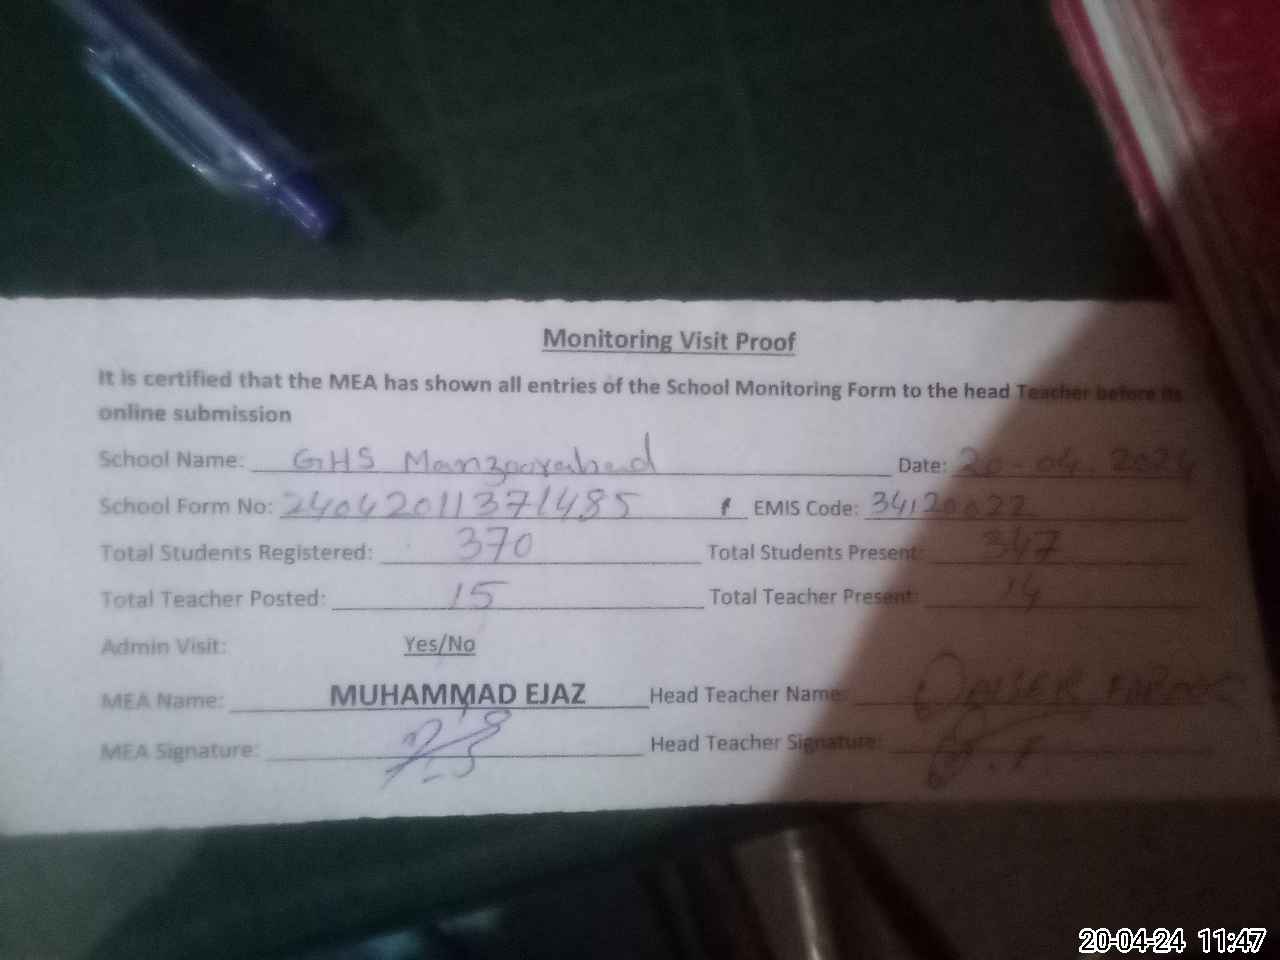 Monitoring Visit Proof
It is certified that the MEA has shown all entries of the School Monitoring Form to the head Teacher before its
online submission
School Name: GHS Manzoorabad Date: 20-04.2024
School Form No: 24042011371485 EMIS Code: 34120022
Total Students Registered: 370 Total Students Present: 347
Total Teacher Posted: 15 Total Teacher Present: 14
Admin Visit: Yes/No
MEA Name: MUHAMMAD EJAZ Head Teacher Name: QAISER FAROOQ
MEA Signature: Head Teacher Signature:
20-04-24 11:47